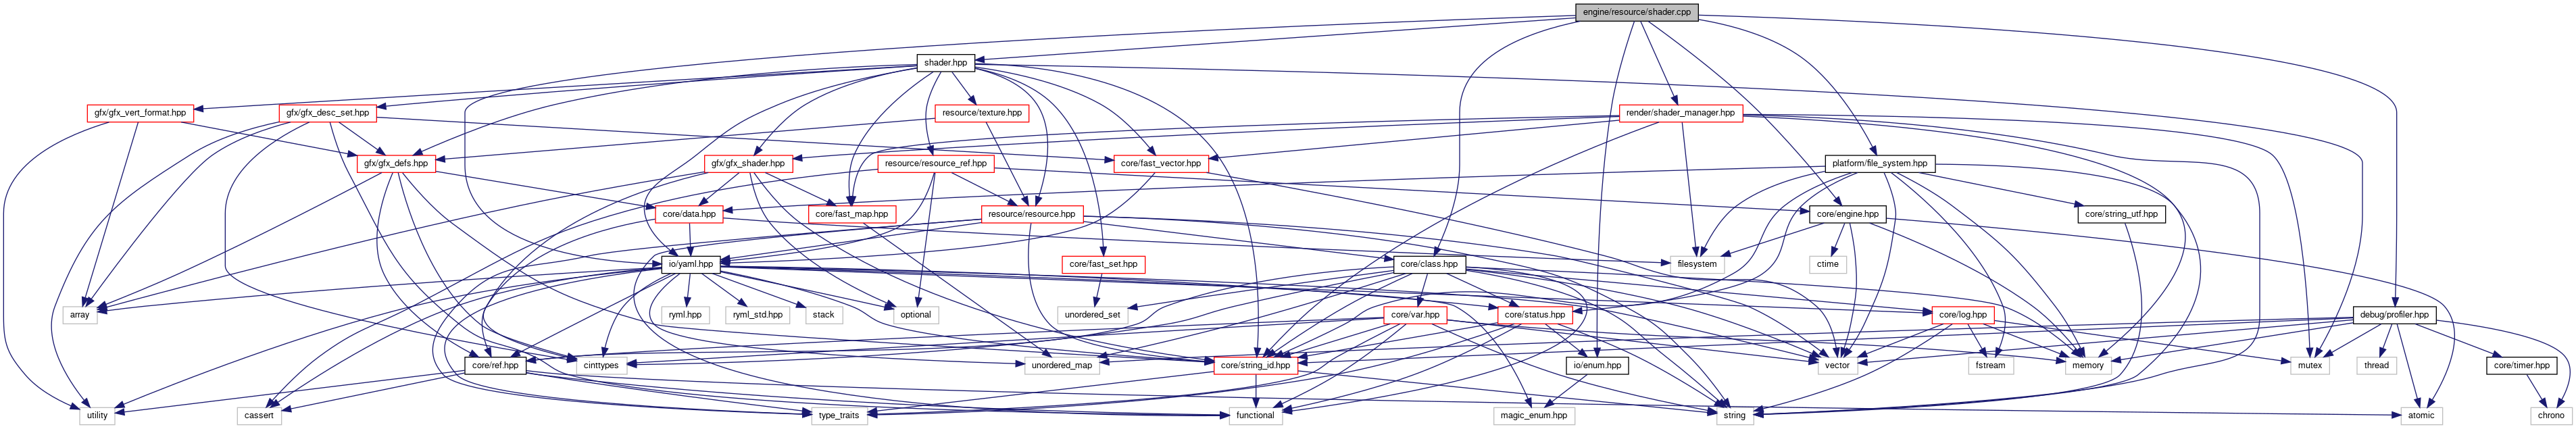 engine/resource/shader.cpp
shader.hpp
gfx/gfx_vert_format.hpp
gfx/gfx_desc_set.hpp
resource/texture.hpp
render/shader_manager.hpp
gfx/gfx_defs.hpp
gfx/gfx_shader.hpp
resource/resource_ref.hpp
core/fast_vector.hpp
platform/file_system.hpp
core/data.hpp
core/fast_map.hpp
resource/resource.hpp
core/engine.hpp
core/string_utf.hpp
io/yaml.hpp
core/fast_set.hpp
core/class.hpp
filesystem
ctime
array
ryml.hpp
ryml_std.hpp
stack
optional
unordered_set
core/var.hpp
core/status.hpp
core/log.hpp
debug/profiler.hpp
core/ref.hpp
cinttypes
unordered_map
core/string_id.hpp
io/enum.hpp
vector
fstream
memory
mutex
thread
core/timer.hpp
utility
cassert
type_traits
functional
magic_enum.hpp
string
atomic
chrono